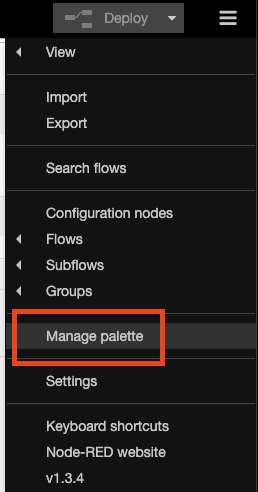 Deploy
View
Import
Export
Search flows
Configuration nodes
Flows
Subflows
Groups
Manage palette
Settings
Keyboard shortcuts
Node-RED website
v1.3.4